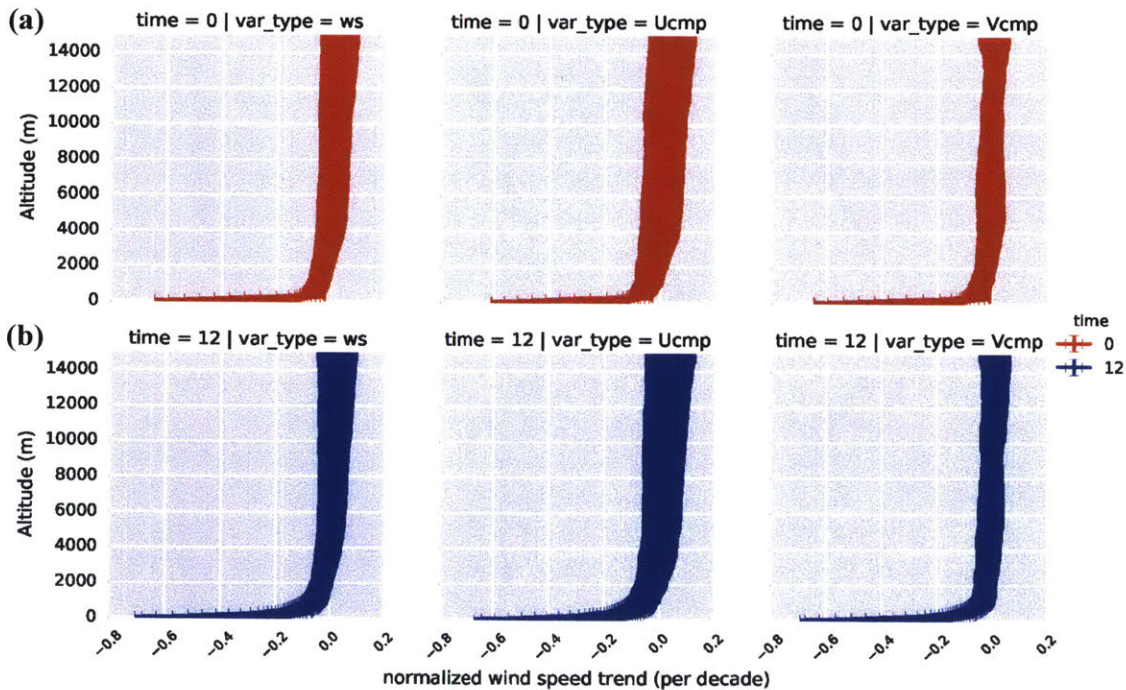 (a)
time = 0 | var_type = ws
time = 0 | var_type = Ucmp
time = 0 | var_type = Vcmp
14000
12000
10000
8000
6000
4000
2000
0
Altitude (m)
(b)
time = 12 | var_type = ws
time = 12 | var_type = Ucmp
time = 12 | var_type = Vcmp
time
0
12
14000
12000
10000
8000
6000
4000
2000
0
Altitude (m)
−0.8 −0.6 −0.4 −0.2 0.0 0.2
−0.8 −0.6 −0.4 −0.2 0.0 0.2
−0.8 −0.6 −0.4 −0.2 0.0 0.2
normalized wind speed trend (per decade)